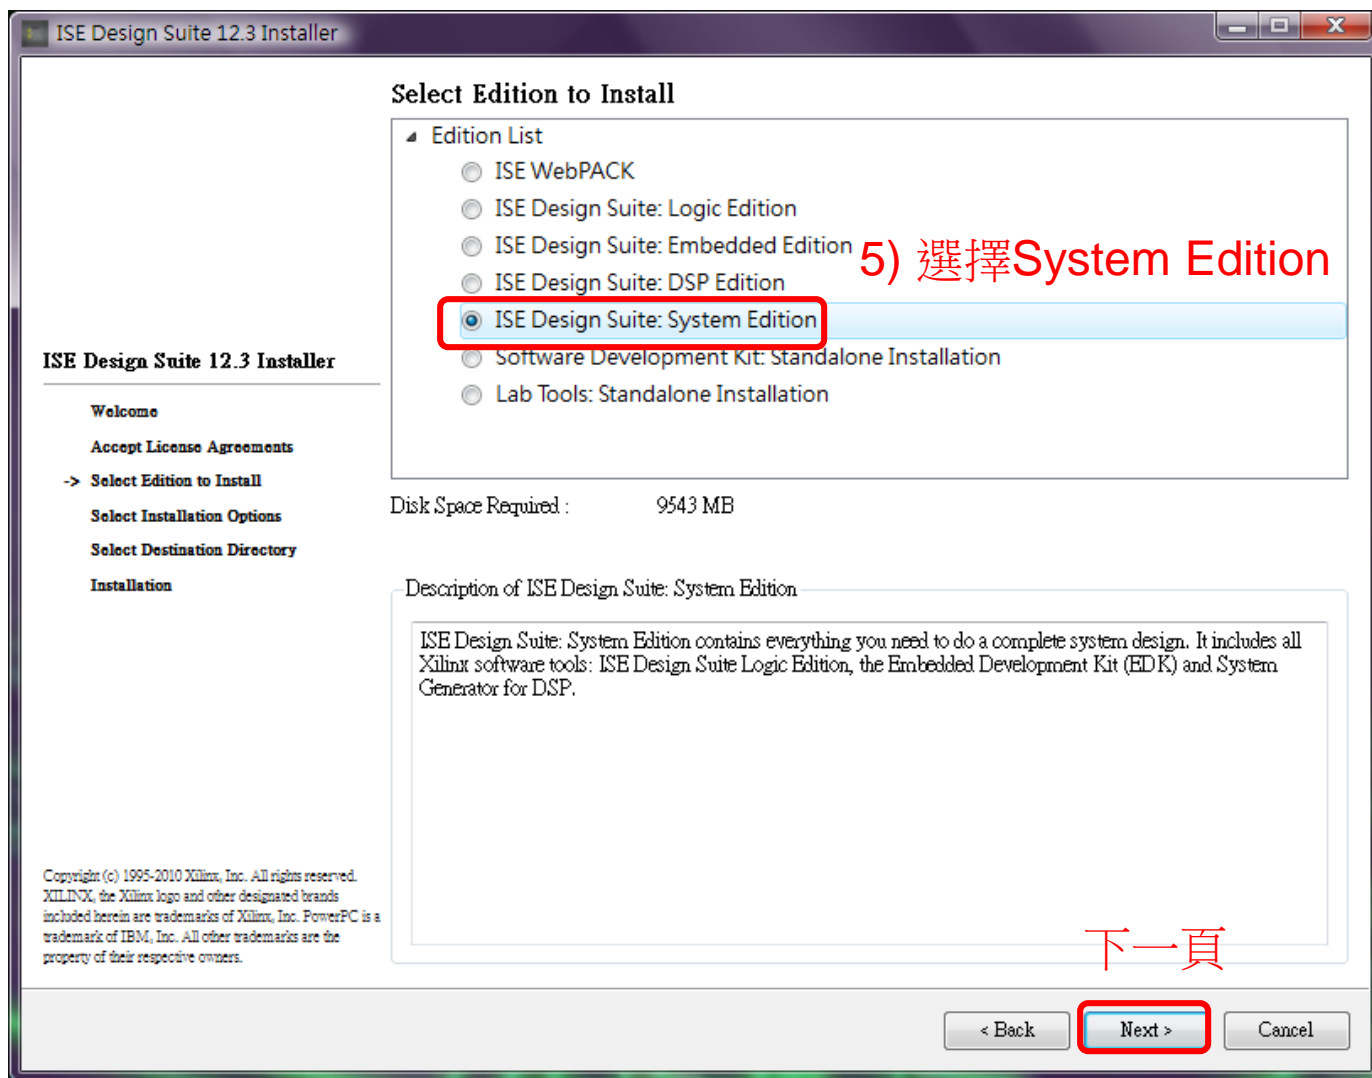 ISE Design Suite 12.3 Installer
Select Edition to Install
Edition List
ISE WebPACK
ISE Design Suite: Logic Edition
ISE Design Suite: Embedded Edition
5) 選擇System Edition
ISE Design Suite: DSP Edition
ISE Design Suite: System Edition
Software Development Kit: Standalone Installation
Lab Tools: Standalone Installation
ISE Design Suite 12.3 Installer
Welcome
Accept License Agreements
-> Select Edition to Install
Select Installation Options
Select Destination Directory
Installation
Disk Space Required : 9543 MB
Description of ISE Design Suite: System Edition
ISE Design Suite: System Edition contains everything you need to do a complete system design. It includes all
Xilinx software tools: ISE Design Suite Logic Edition, the Embedded Development Kit (EDK) and System
Generator for DSP.
Copyright (c) 1995-2010 Xilinx, Inc. All rights reserved.
XILINX, the Xilinx logo and other designated brands
included herein are trademarks of Xilinx, Inc. PowerPC is a
trademark of IBM, Inc. All other trademarks are the
property of their respective owners.
下一頁
< Back
Next >
Cancel